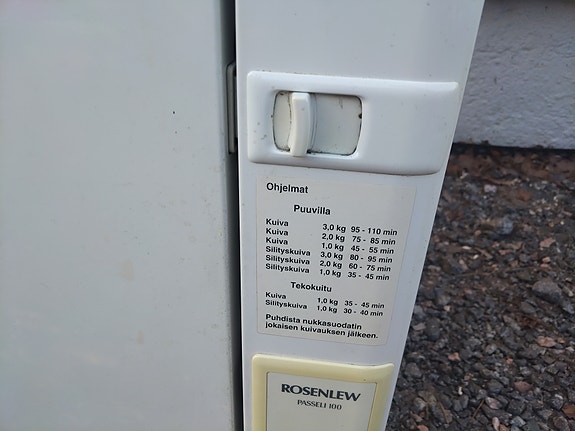 Ohjelmat
Puuvilla
Kuiva 3,0 kg 95 - 110 min
Kuiva 2,0 kg 75 - 85 min
Kuiva 1,0 kg 45 - 55 min
Silityskuiva 3,0 kg 80 - 95 min
Silityskuiva 2,0 kg 60 - 75 min
Silityskuiva 1,0 kg 35 - 45 min
Tekokuitu
Kuiva 1,0 kg 35 - 45 min
Silityskuiva 1,0 kg 30 - 40 min
Puhdista nukkasuodatin
jokaisen kuivauksen jälkeen.
ROSENLEW
PASSELI 100